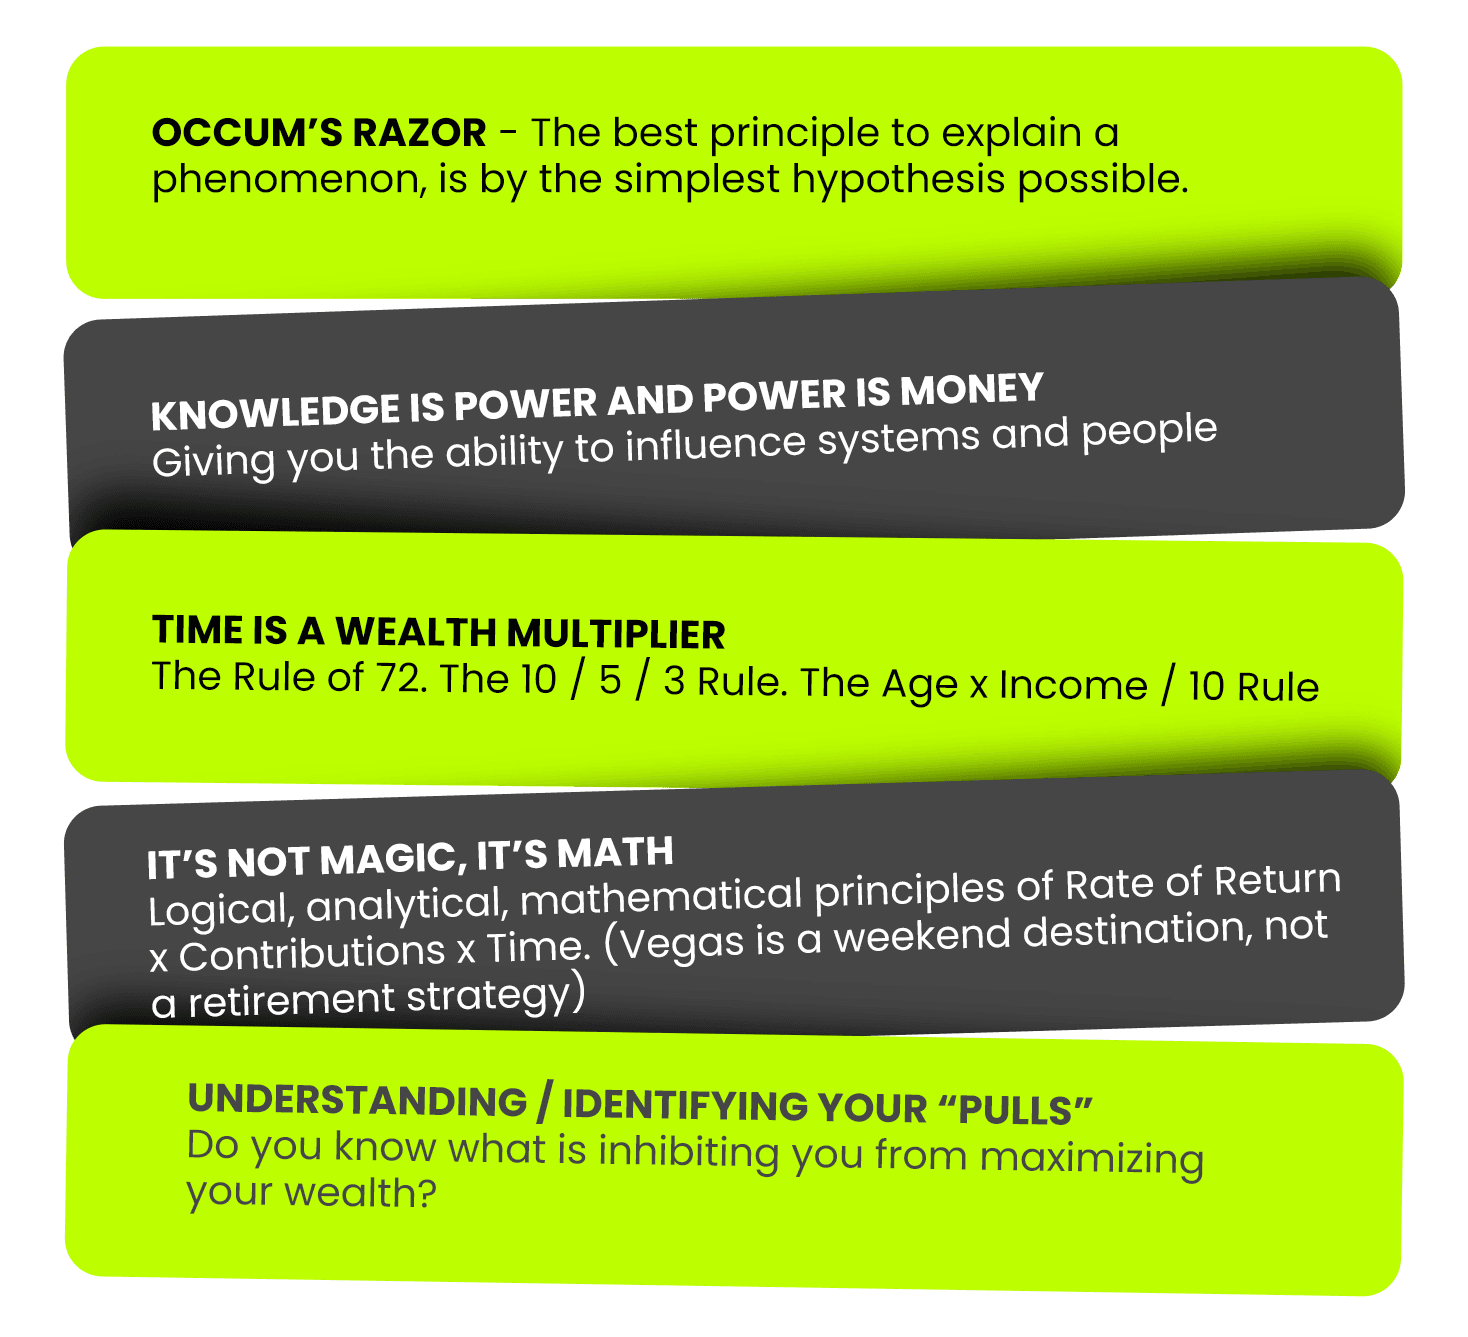 OCCUM’S RAZOR - The best principle to explain a
phenomenon, is by the simplest hypothesis possible.
KNOWLEDGE IS POWER AND POWER IS MONEY
Giving you the ability to influence systems and people
TIME IS A WEALTH MULTIPLIER
The Rule of 72. The 10 / 5 / 3 Rule. The Age x Income / 10 Rule
IT’S NOT MAGIC, IT’S MATH
Logical, analytical, mathematical principles of Rate of Return
x Contributions x Time. (Vegas is a weekend destination, not
a retirement strategy)
UNDERSTANDING / IDENTIFYING YOUR “PULLS”
Do you know what is inhibiting you from maximizing
your wealth?